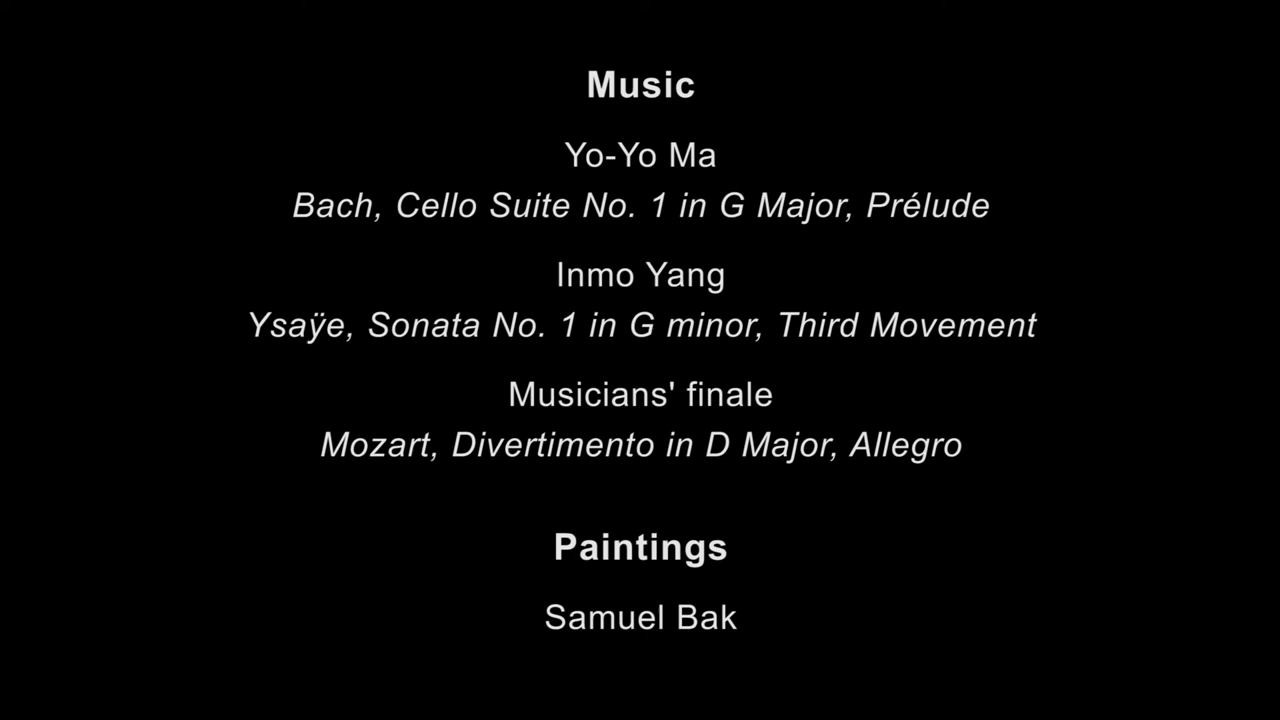 Music
Yo-Yo Ma
Bach, Cello Suite No. 1 in G Major, Prélude
Inmo Yang
Ysaÿe, Sonata No. 1 in G minor, Third Movement
Musicians' finale
Mozart, Divertimento in D Major, Allegro
Paintings
Samuel Bak